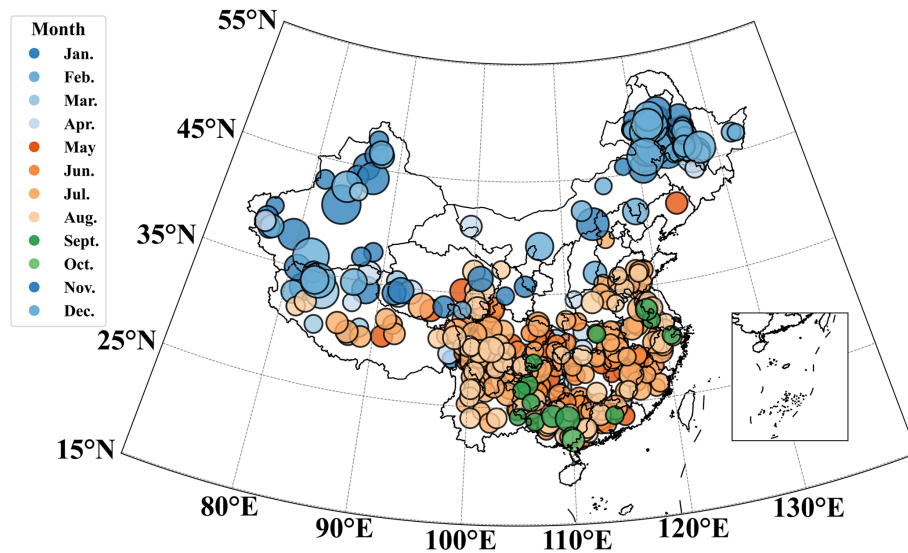 Month
Jan.
Feb.
Mar.
Apr.
May
Jun.
Jul.
Aug.
Sept.
Oct.
Nov.
Dec.
55°N
45°N
35°N
25°N
15°N
80°E
90°E
100°E
110°E
120°E
130°E